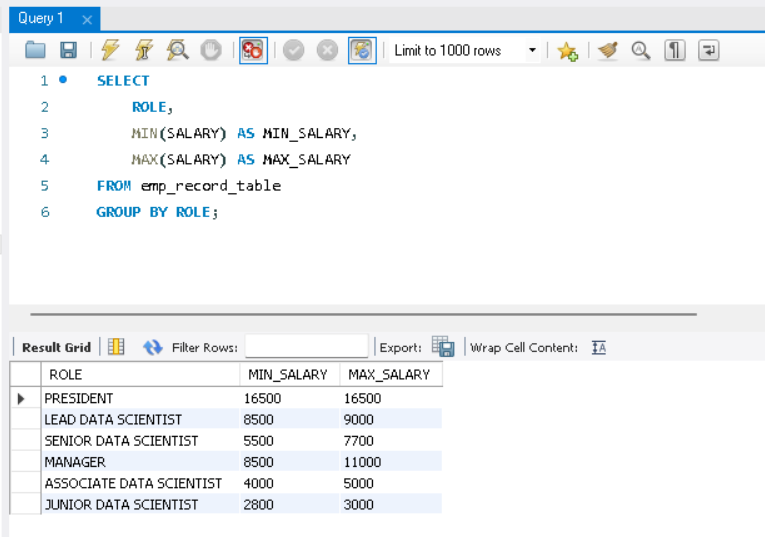 Query 1
Limit to 1000 rows
1 SELECT
2 ROLE,
3 MIN(SALARY) AS MIN_SALARY,
4 MAX(SALARY) AS MAX_SALARY
5 FROM emp_record_table
6 GROUP BY ROLE;
Result Grid Filter Rows: Export: Wrap Cell Content: IA
ROLE MIN_SALARY MAX_SALARY
PRESIDENT 16500 16500
LEAD DATA SCIENTIST 8500 9000
SENIOR DATA SCIENTIST 5500 7700
MANAGER 8500 11000
ASSOCIATE DATA SCIENTIST 4000 5000
JUNIOR DATA SCIENTIST 2800 3000